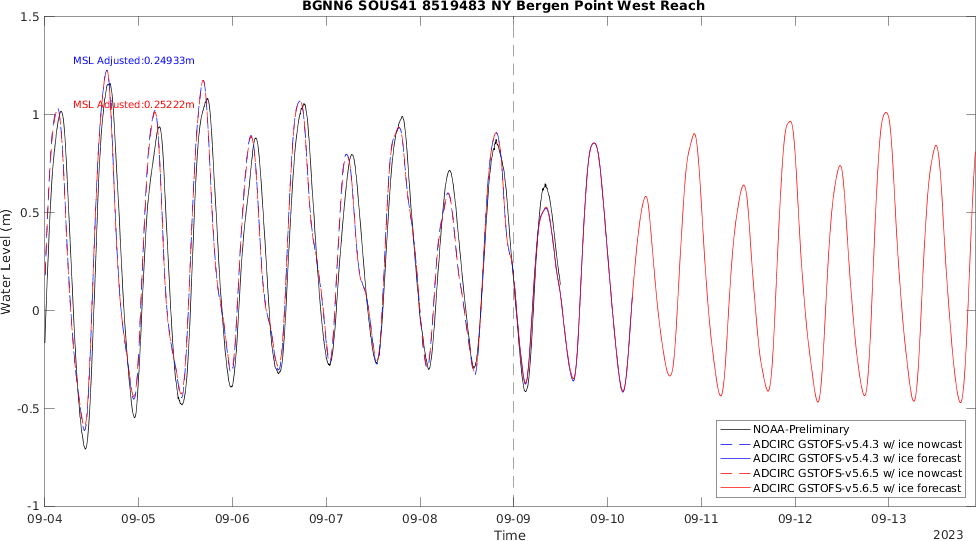 BGNN6 SOUS41 8519483 NY Bergen Point West Reach
1.5
MSL Adjusted:0.24933m
MSL Adjusted:0.25222m
1
0.5
Water Level (m)
0
-0.5
-1
NOAA-Preliminary
ADCIRC GSTOFS-v5.4.3 w/ ice nowcast
ADCIRC GSTOFS-v5.4.3 w/ ice forecast
ADCIRC GSTOFS-v5.6.5 w/ ice nowcast
ADCIRC GSTOFS-v5.6.5 w/ ice forecast
09-04 09-05 09-06 09-07 09-08 09-09 09-10 09-11 09-12 09-13
Time
2023